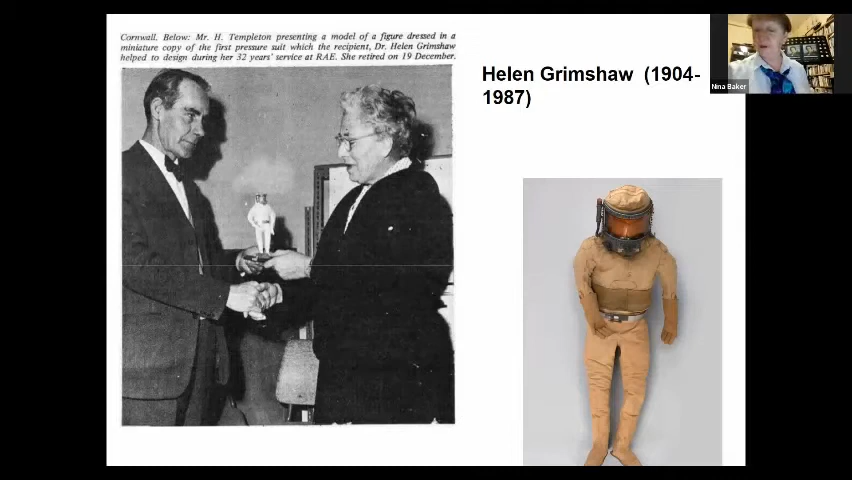 Cornwall. Below: Mr. H. Templeton presenting a model of a figure dressed in a
miniature copy of the first pressure suit which the recipient, Dr. Helen Grimshaw
helped to design during her 32 years' service at RAE. She retired on 19 December.
Helen Grimshaw (1904-
1987)
Nina Baker